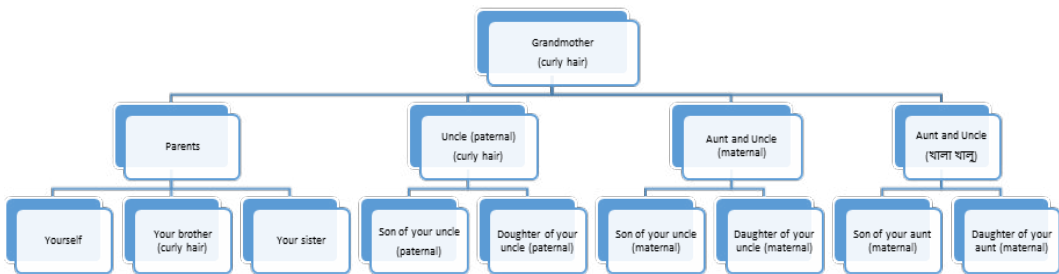 Grandmother
(curly hair)
Parents
Uncle (paternal)
(curly hair)
Aunt and Uncle
(maternal)
Aunt and Uncle
(খালা খালু)
Yourself
Your brother
(curly hair)
Your sister
Son of your uncle
(paternal)
Doughter of your
uncle (paternal)
Son of your uncle
(maternal)
Daughter of your
uncle (maternal)
Son of your aunt
(maternal)
Daughter of your
aunt (maternal)